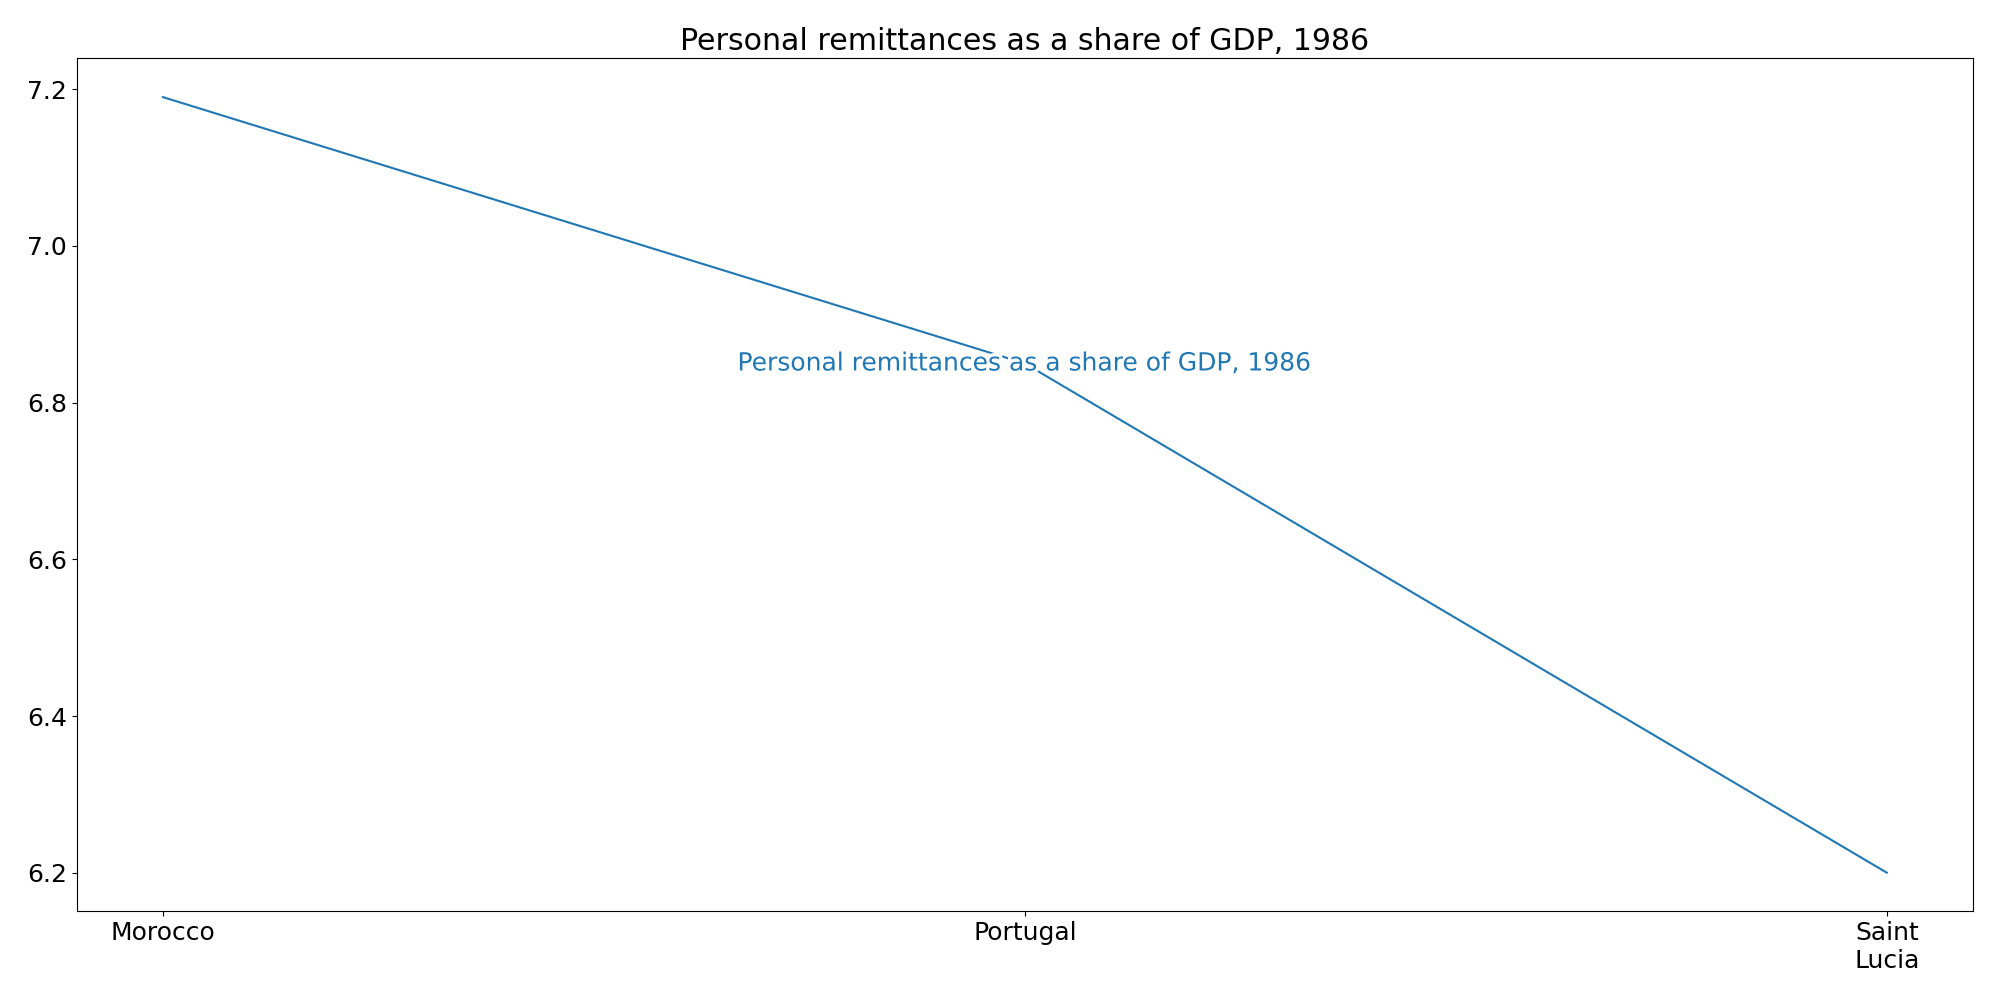 Personal remittances as a share of GDP, 1986
7.2
7.0
6.8
6.6
6.4
6.2
Personal remittances as a share of GDP, 1986
Morocco
Portugal
Saint
Lucia